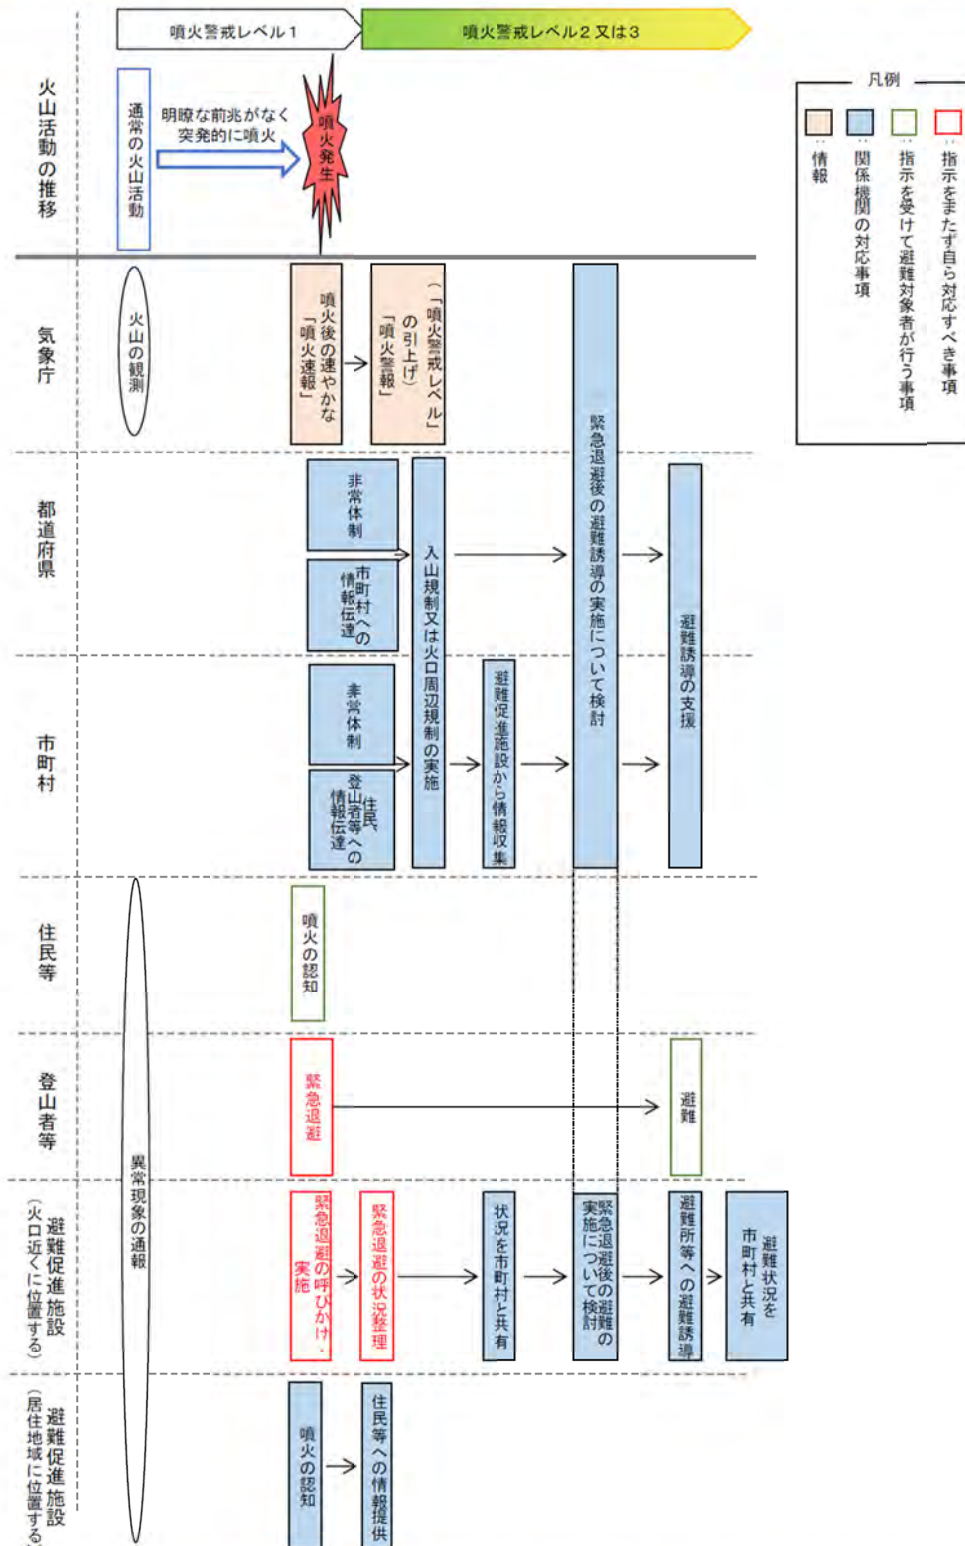 噴火警戒レベル1
噴火警戒レベル2又は3
火山活動の推移
通常の火山活動
明瞭な前兆がなく
突発的に噴火
噴火発生
凡例
:情報
:関係機関の対応事項
:指示を受けて避難対象者が行う事項
:指示をまたず自ら対応すべき事項
気象庁
火山の観測
噴火後の速やかな
「噴火速報」
(「噴火警戒レベル」
の引上げ)
「噴火警報」
緊急退避後の避難誘導の実施について検討
都道府県
非常体制
市町村への
情報伝達
入山規制又は火口周辺規制の実施
避難誘導の支援
市町村
非常体制
住民、
登山者等への
情報伝達
避難促進施設から情報収集
住民等
噴火の認知
異常現象の通報
登山者等
緊急退避
避難
避難促進施設
(火口近くに位置する)
緊急退避の呼びかけ・
実施
緊急退避の状況整理
状況を市町村と共有
緊急退避後の避難の
実施について検討
避難所等への避難誘導
避難状況を
市町村と共有
避難促進施設
(居住地域に位置する)
噴火の認知
住民等への情報提供